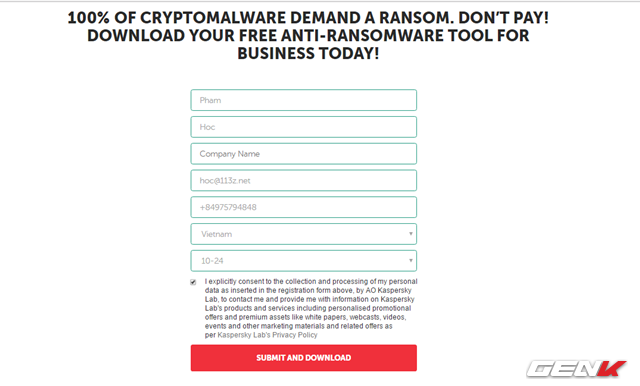 100% OF CRYPTOMALWARE DEMAND A RANSOM. DON'T PAY!
DOWNLOAD YOUR FREE ANTI-RANSOMWARE TOOL FOR
BUSINESS TODAY!
Pham
Hoc
Company Name
hoc@113z.net
+84975794848
Vietnam
10-24
I explicitly consent to the collection and processing of my personal
data as inserted in the registration form above, by AO Kaspersky
Lab, to contact me and provide me with information on Kaspersky
Lab's products and services including personalised promotional
offers and premium assets like white papers, webcasts, videos,
events and other marketing materials and related offers as
per Kaspersky Lab's Privacy Policy
SUBMIT AND DOWNLOAD
GENK